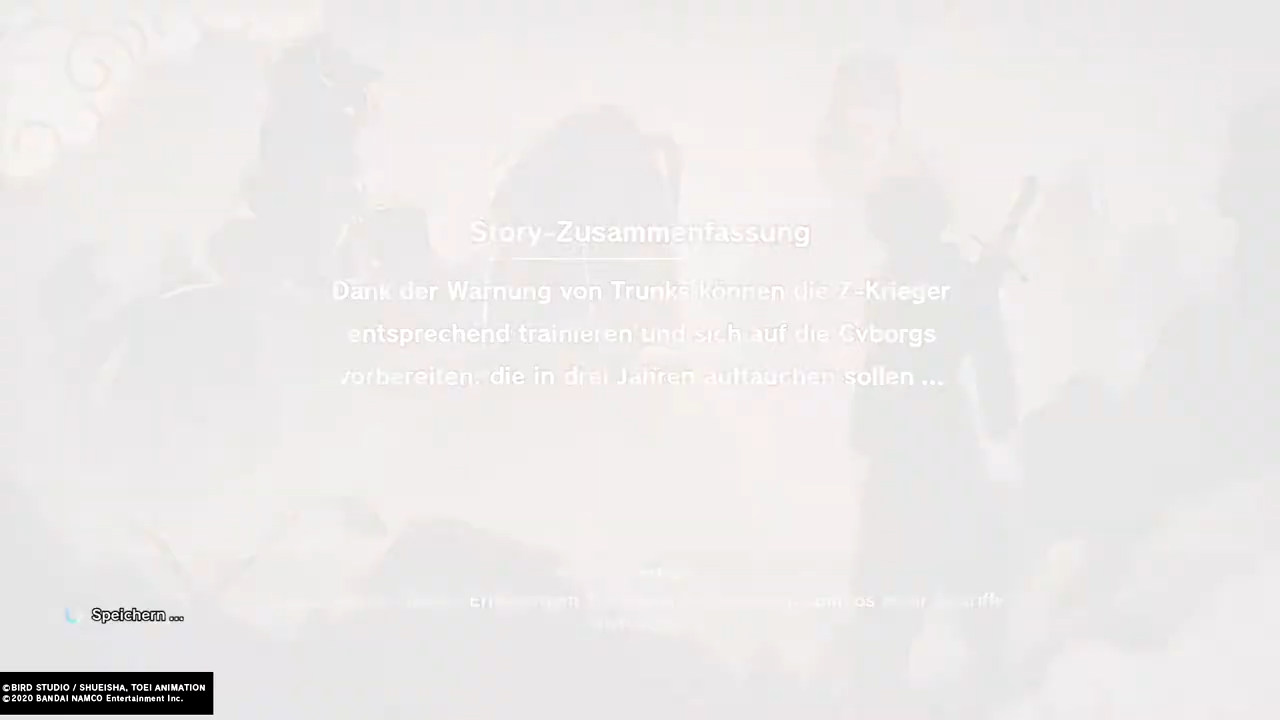 Story-Zusammenfassung
Dank der Warnung von Trunks können die Z-Krieger
entsprechend trainieren und sich auf die Cyborgs
vorbereiten, die in drei Jahren auftauchen sollen ...
Speichern ...
©BIRD STUDIO / SHUEISHA, TOEI ANIMATION
©2020 BANDAI NAMCO Entertainment Inc.